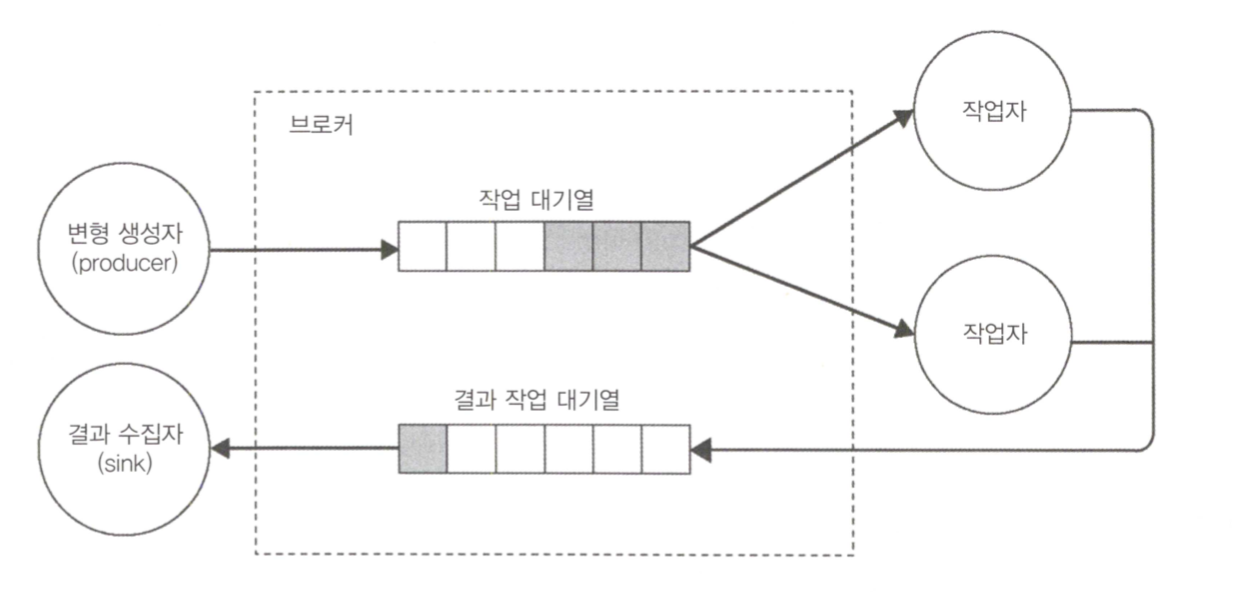 브로커
작업 대기열
변형 생성자
(producer)
작업자
작업자
결과 작업 대기열
결과 수집자
(sink)